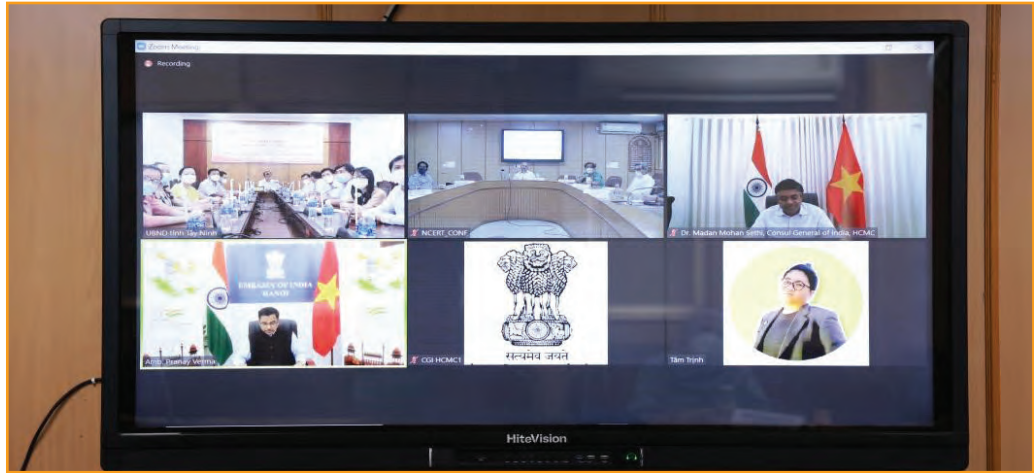 Zoom Meeting
Recording
UBND tỉnh Tây Ninh
NCERT_CONF
Dr. Madan Mohan Sethi, Consul General of India, HCMC
EMBASSY OF INDIA
HANOI
Amb. Pranay Verma
CGI HCMC1
सत्यमेव जयते
Tâm Trịnh
HiteVision